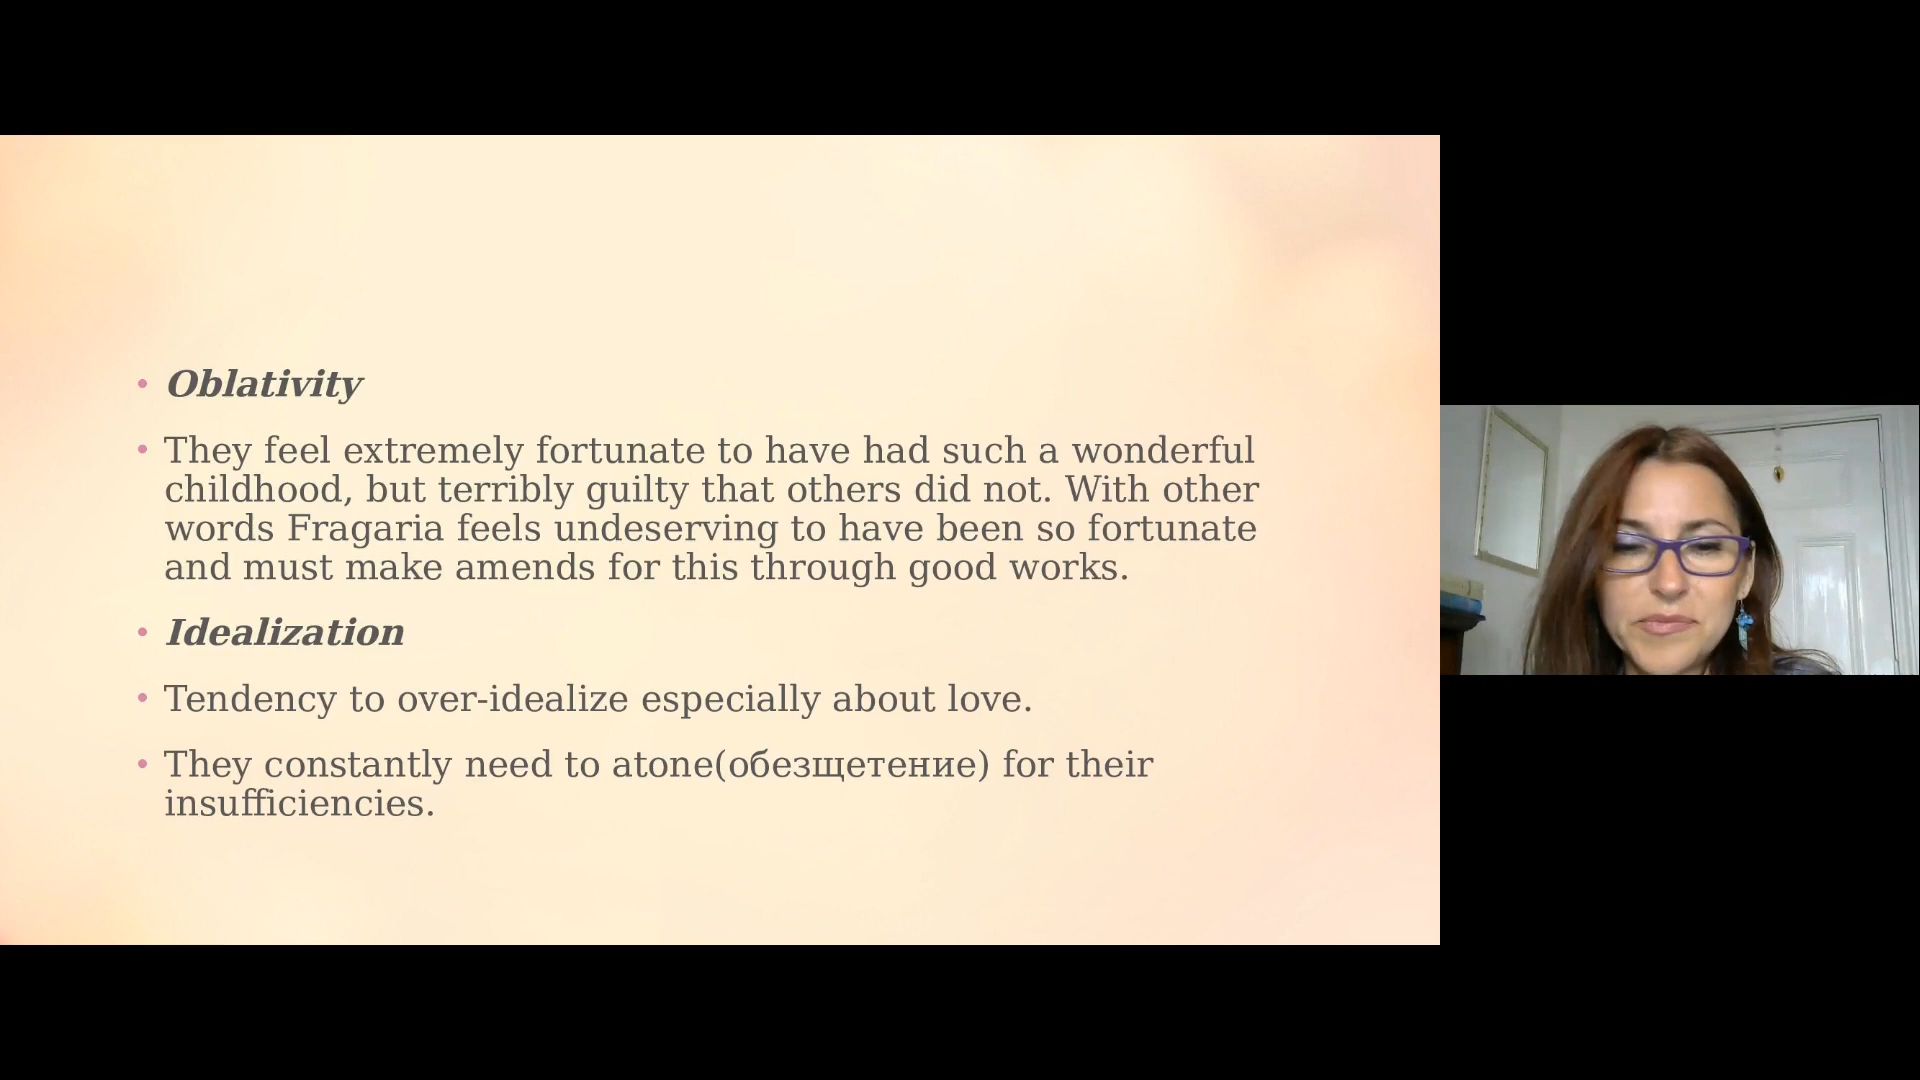 • Oblativity
• They feel extremely fortunate to have had such a wonderful
childhood, but terribly guilty that others did not. With other
words Fragaria feels undeserving to have been so fortunate
and must make amends for this through good works.
• Idealization
• Tendency to over-idealize especially about love.
• They constantly need to atone(обезщетение) for their
insufficiencies.